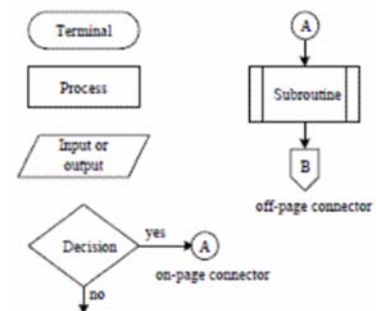 Terminal
Process
Input or
output
Decision
yes
A
on-page connector
no
A
Subroutine
B
off-page connector